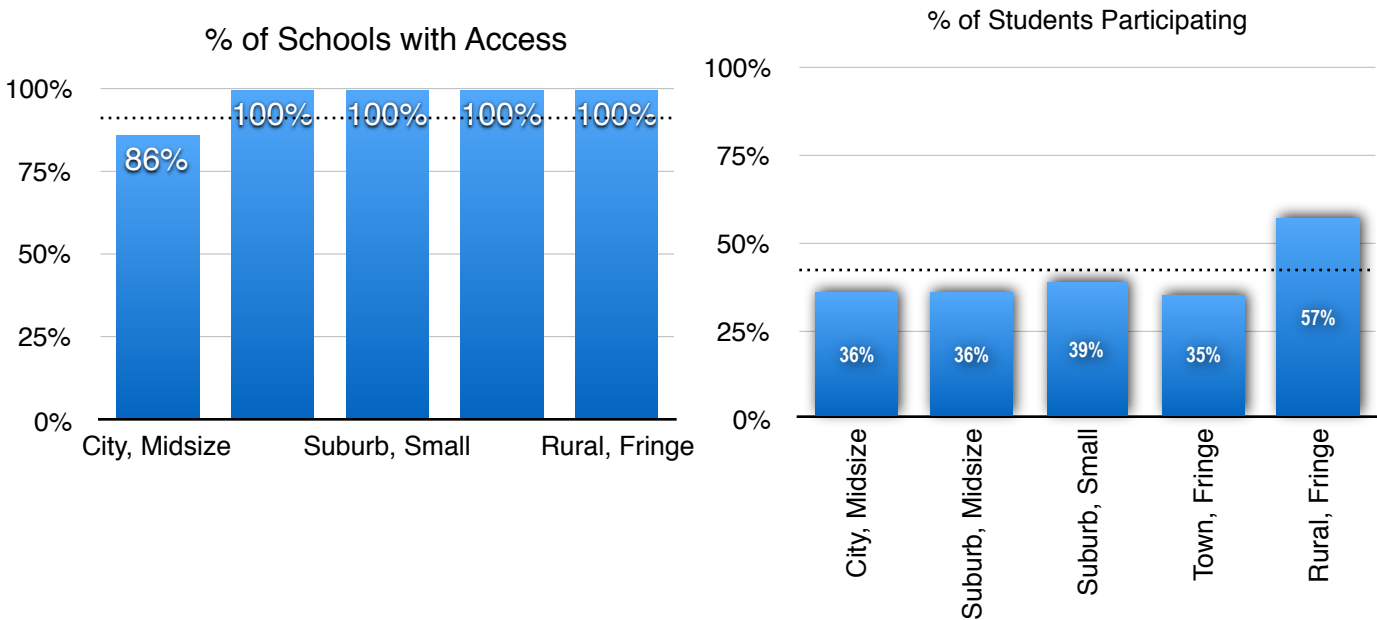 % of Schools with Access
100%
75%
50%
25%
0%
86%
100%
100%
100%
100%
City, Midsize
Suburb, Small
Rural, Fringe
% of Students Participating
100%
75%
50%
25%
0%
36%
36%
39%
35%
57%
City, Midsize
Suburb, Midsize
Suburb, Small
Town, Fringe
Rural, Fringe